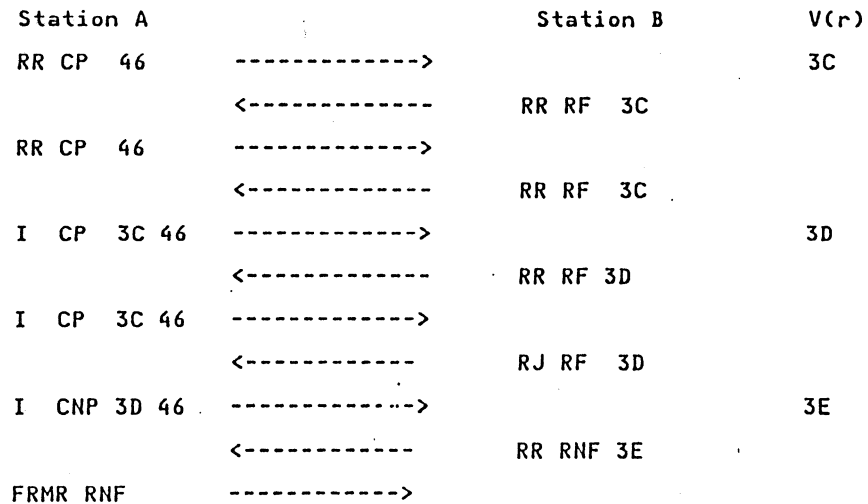 Station A Station B V(r)
RR CP 46 -------------> 3C
<-------------- RR RF 3C
RR CP 46 ------------->
<-------------- RR RF 3C
I CP 3C 46 -------------> 3D
<-------------- RR RF 3D
I CP 3C 46 ------------->
<------------- RJ RF 3D
I CNP 3D 46 -------------> 3E
<------------- RR RNF 3E
FRMR RNF ------------>